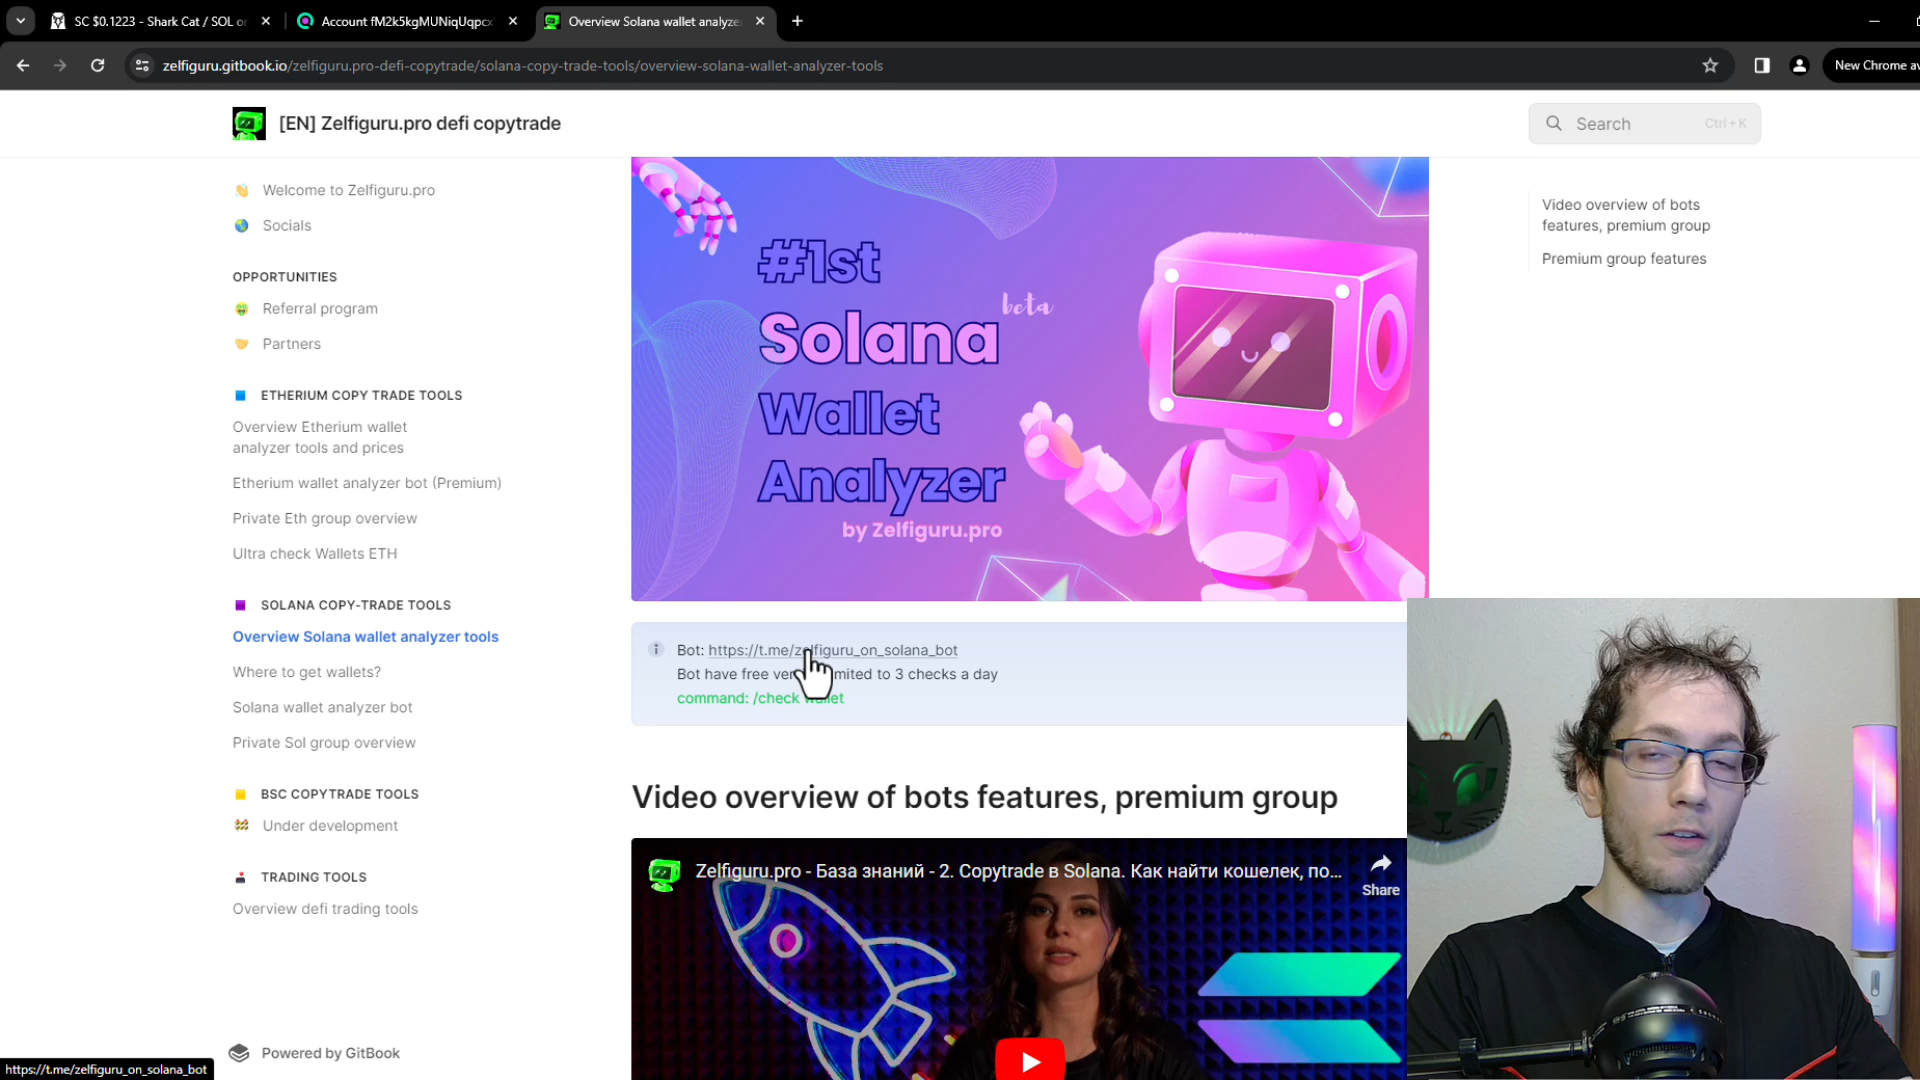 SC $0.1223 - Shark Cat / SOL o
Account fM2k5kgMUNiqUqpcx
Overview Solana wallet analyze
zelfiguru.gitbook.io/zelfiguru.pro-defi-copytrade/solana-copy-trade-tools/overview-solana-wallet-analyzer-tools
New Chrome av
[EN] Zelfiguru.pro defi copytrade
Search
Ctrl + K
Welcome to Zelfiguru.pro
Socials
OPPORTUNITIES
Referral program
Partners
ETHERIUM COPY TRADE TOOLS
Overview Etherium wallet
analyzer tools and prices
Etherium wallet analyzer bot (Premium)
Private Eth group overview
Ultra check Wallets ETH
SOLANA COPY-TRADE TOOLS
Overview Solana wallet analyzer tools
Where to get wallets?
Solana wallet analyzer bot
Private Sol group overview
BSC COPYTRADE TOOLS
Under development
TRADING TOOLS
Overview defi trading tools
Powered by GitBook
https://t.me/zelfiguru_on_solana_bot
#1st
beta
Solana
Wallet
Analyzer
by Zelfiguru.pro
Bot: https://t.me/zelfiguru_on_solana_bot
Bot have free ver mited to 3 checks a day
command: /check wallet
Video overview of bots features, premium group
Zelfiguru.pro - База знаний - 2. Copytrade в Solana. Как найти кошелек, по...
Share
Video overview of bots
features, premium group
Premium group features